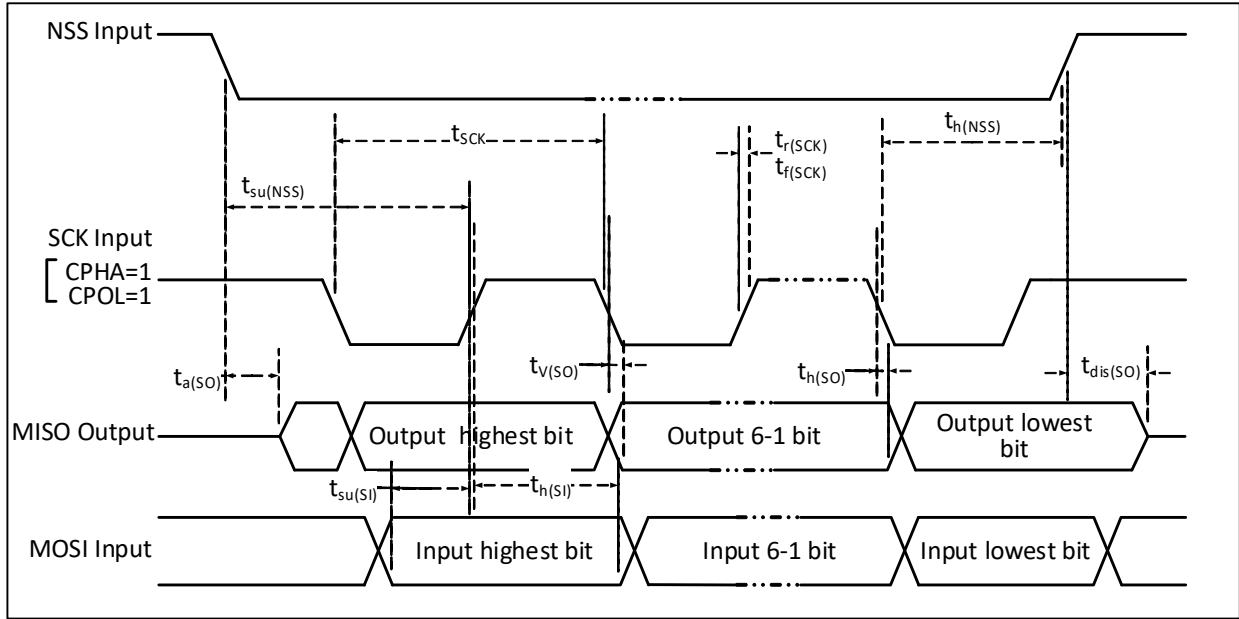 NSS Input
tSCK
tr(SCK)
tf(SCK)
th(NSS)
tsu(NSS)
SCK Input
CPHA=1
CPOL=1
ta(SO)
tV(SO)
th(SO)
tdis(SO)
MISO Output
Output highest bit
Output 6-1 bit
Output lowest
bit
tsu(SI)
th(SI)
MOSI Input
Input highest bit
Input 6-1 bit
Input lowest bit